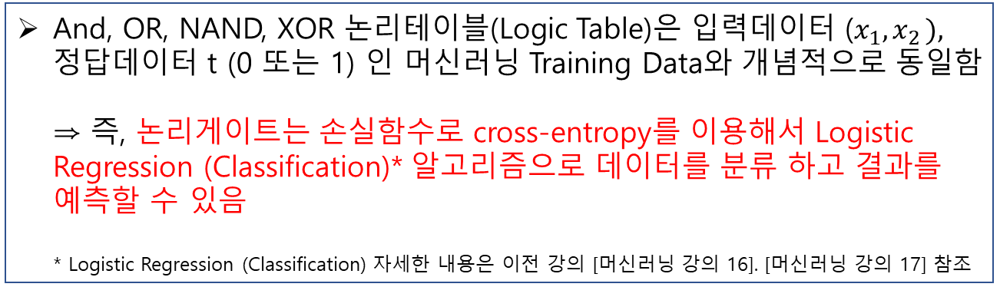 ➢ And, OR, NAND, XOR 논리테이블(Logic Table)은 입력데이터 (x₁, x₂ ),
정답데이터 t (0 또는 1) 인 머신러닝 Training Data와 개념적으로 동일함
⇒ 즉, 논리게이트는 손실함수로 cross-entropy를 이용해서 Logistic
Regression (Classification)* 알고리즘으로 데이터를 분류 하고 결과를
예측할 수 있음
* Logistic Regression (Classification) 자세한 내용은 이전 강의 [머신러닝 강의 16]. [머신러닝 강의 17] 참조